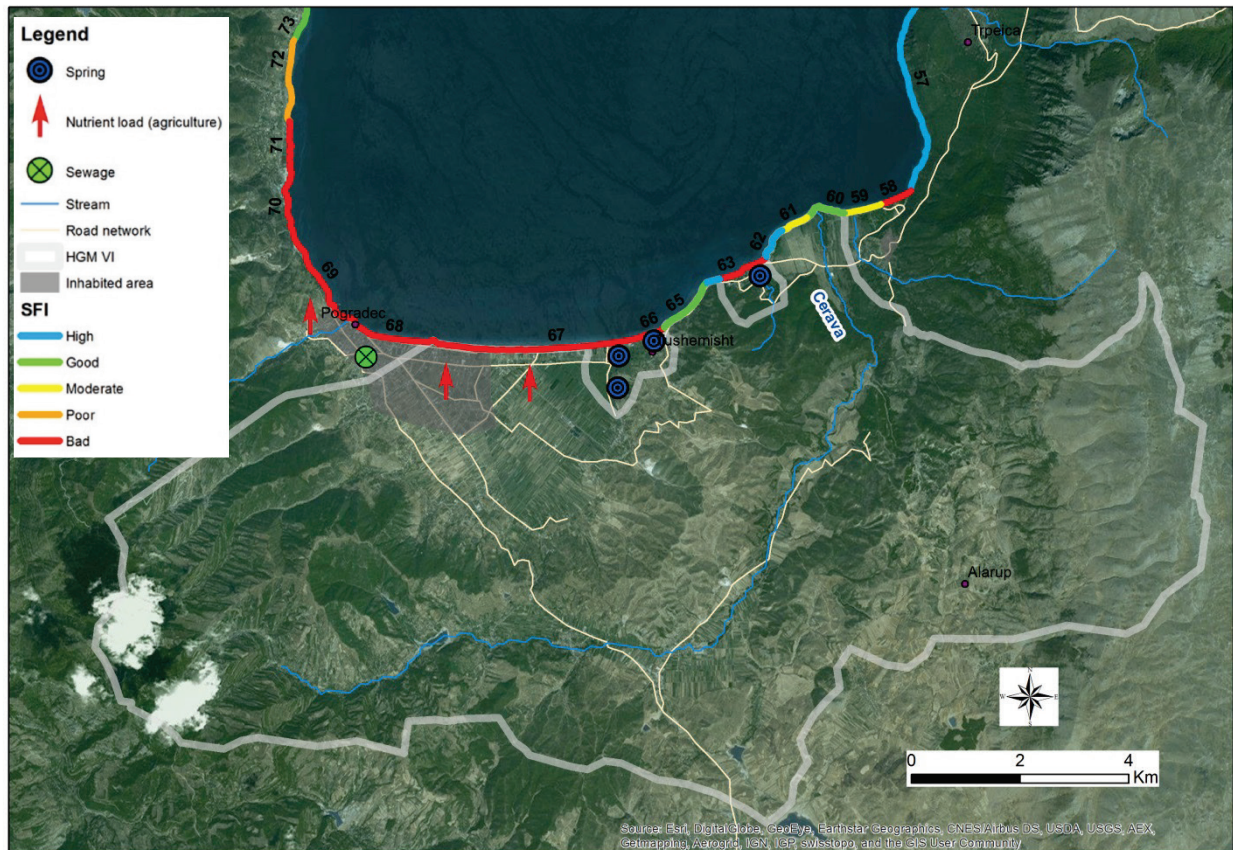 Legend
Spring
Nutrient load (agriculture)
Sewage
Stream
Road network
HGM VI
Inhabited area
SFI
High
Good
Moderate
Poor
Bad
73
72
71
70
69
68
67
66
65
63
62
61
60
59
58
57
Trpeica
Pogradec
ushemisht
Cerava
Alarup
N
W E
S
0 2 4
Km
Source: Esri, DigitalGlobe, GeoEye, Earthstar Geographics, CNES/Airbus DS, USDA, USGS, AEX,
Getmapping, Aerogrid, IGN, IGP, swisstopo, and the GIS User Community